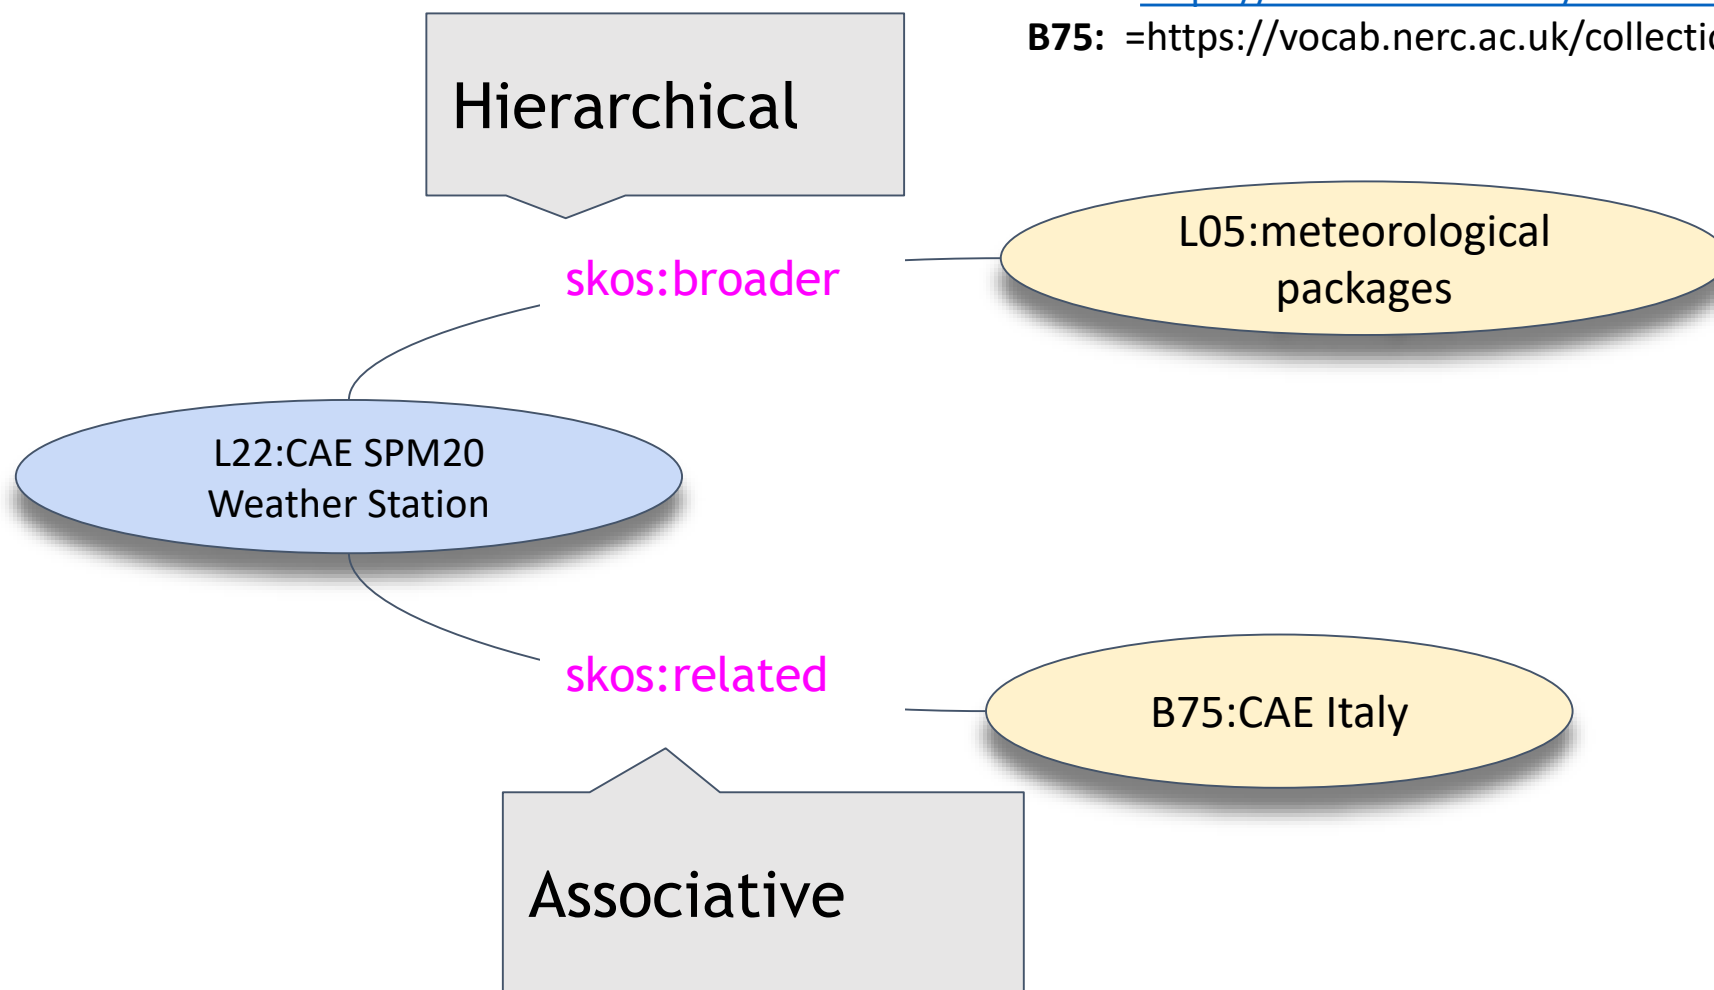 B75: =https://vocab.nerc.ac.uk/collectio
Hierarchical
L05:meteorological
packages
skos:broader
L22:CAE SPM20
Weather Station
skos:related
B75:CAE Italy
Associative